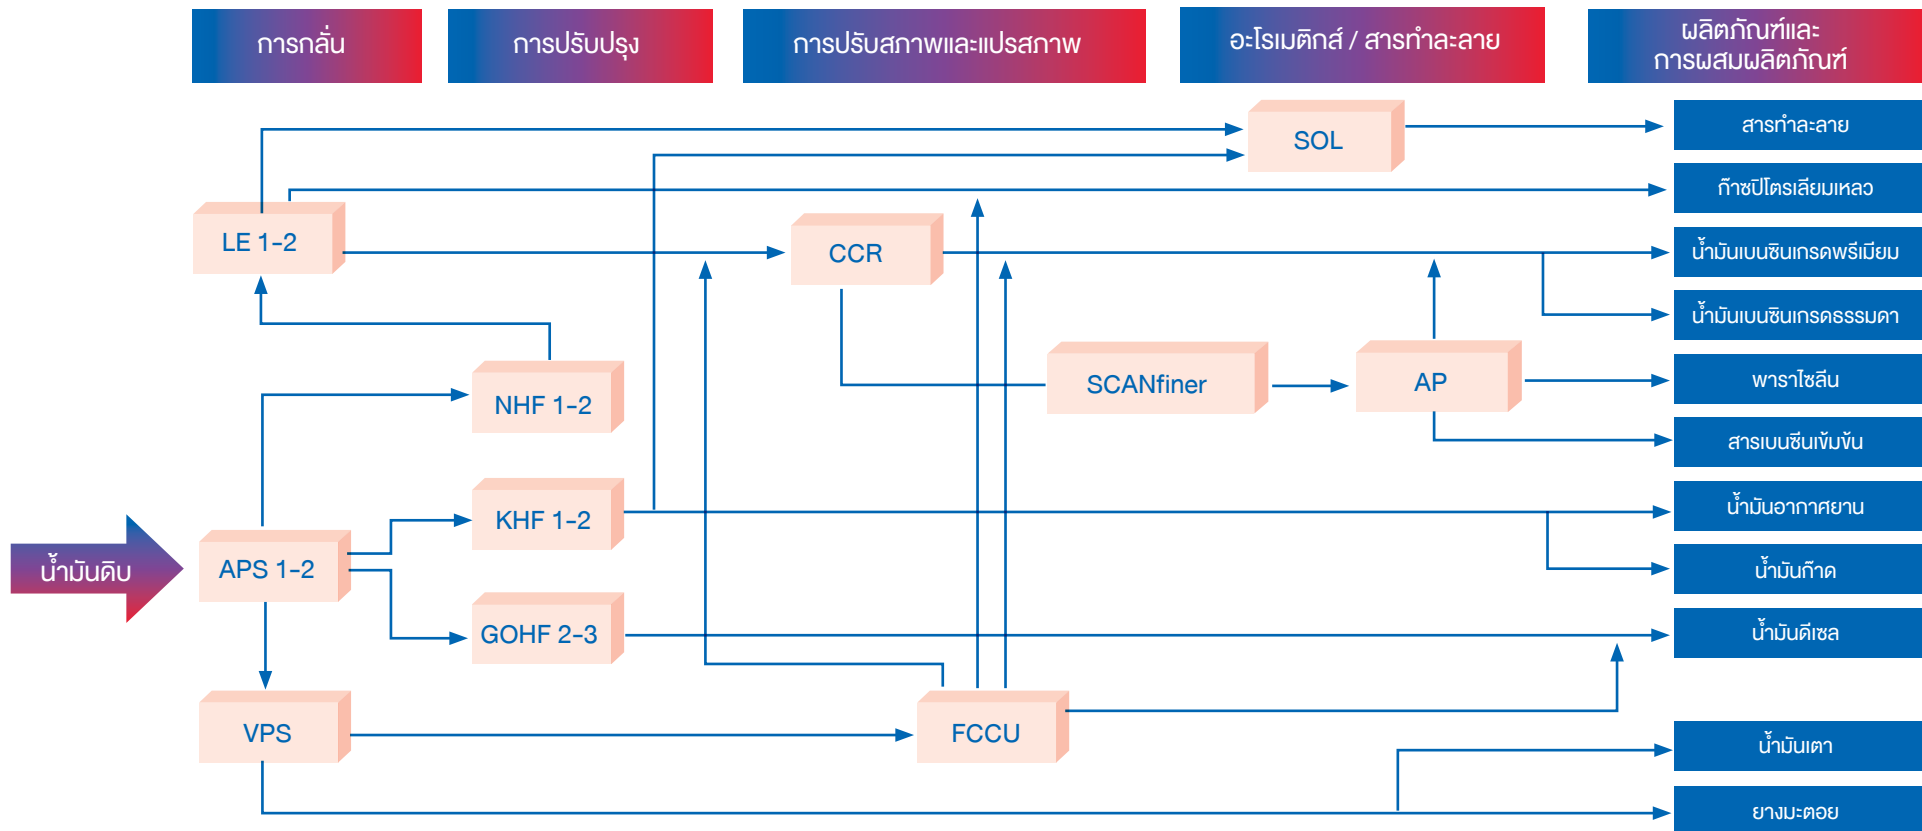 การกลั่น
การปรับปรุง
การปรับสภาพและแปรสภาพ
อะโรเมติกส์ / สารทำละลาย
ผลิตภัณฑ์และ
การผสมผลิตภัณฑ์
สารทำละลาย
SOL
ก๊าซปิโตรเลียมเหลว
LE 1-2
CCR
น้ำมันเบนซินเกรดพรีเมียม
น้ำมันเบนซินเกรดธรรมดา
NHF 1-2
SCANfiner
AP
พาราไซลีน
สารเบนซีนเข้มข้น
KHF 1-2
น้ำมันอากาศยาน
น้ำมันดิบ
APS 1-2
น้ำมันก๊าด
GOHF 2-3
น้ำมันดีเซล
VPS
FCCU
น้ำมันเตา
ยางมะตอย